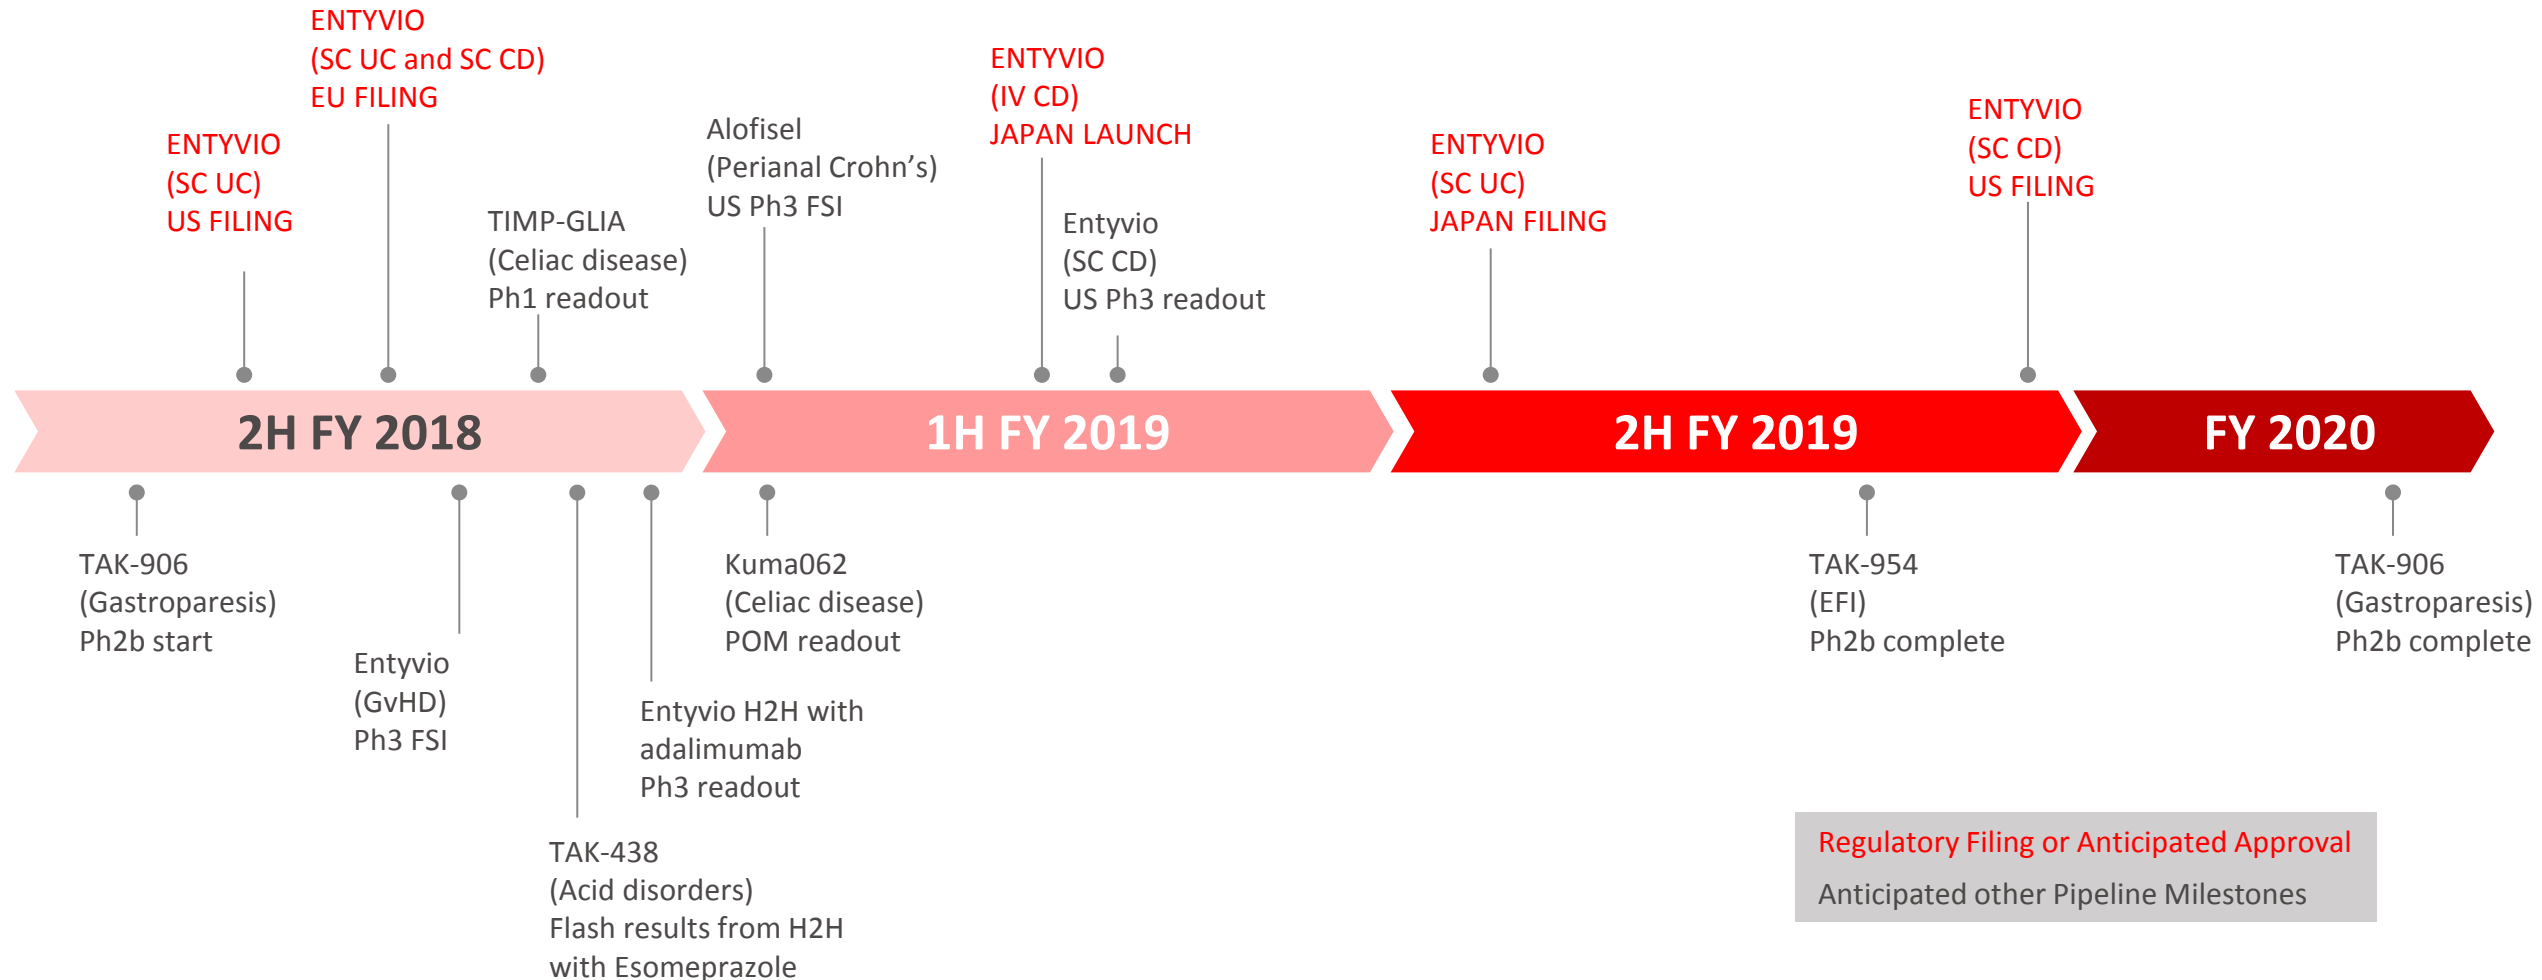 ENTYVIO
(SC UC and SC CD)
EU FILING
ENTYVIO
(SC UC)
US FILING
TIMP-GLIA
(Celiac disease)
Ph1 readout
Alofisel
(Perianal Crohn’s)
US Ph3 FSI
ENTYVIO
(IV CD)
JAPAN LAUNCH
Entyvio
(SC CD)
US Ph3 readout
ENTYVIO
(SC UC)
JAPAN FILING
ENTYVIO
(SC CD)
US FILING
2H FY 2018
1H FY 2019
2H FY 2019
FY 2020
TAK-906
(Gastroparesis)
Ph2b start
Entyvio
(GvHD)
Ph3 FSI
TAK-438
(Acid disorders)
Flash results from H2H
with Esomeprazole
Entyvio H2H with
adalimumab
Ph3 readout
Kuma062
(Celiac disease)
POM readout
TAK-954
(EFI)
Ph2b complete
TAK-906
(Gastroparesis)
Ph2b complete
Regulatory Filing or Anticipated Approval
Anticipated other Pipeline Milestones